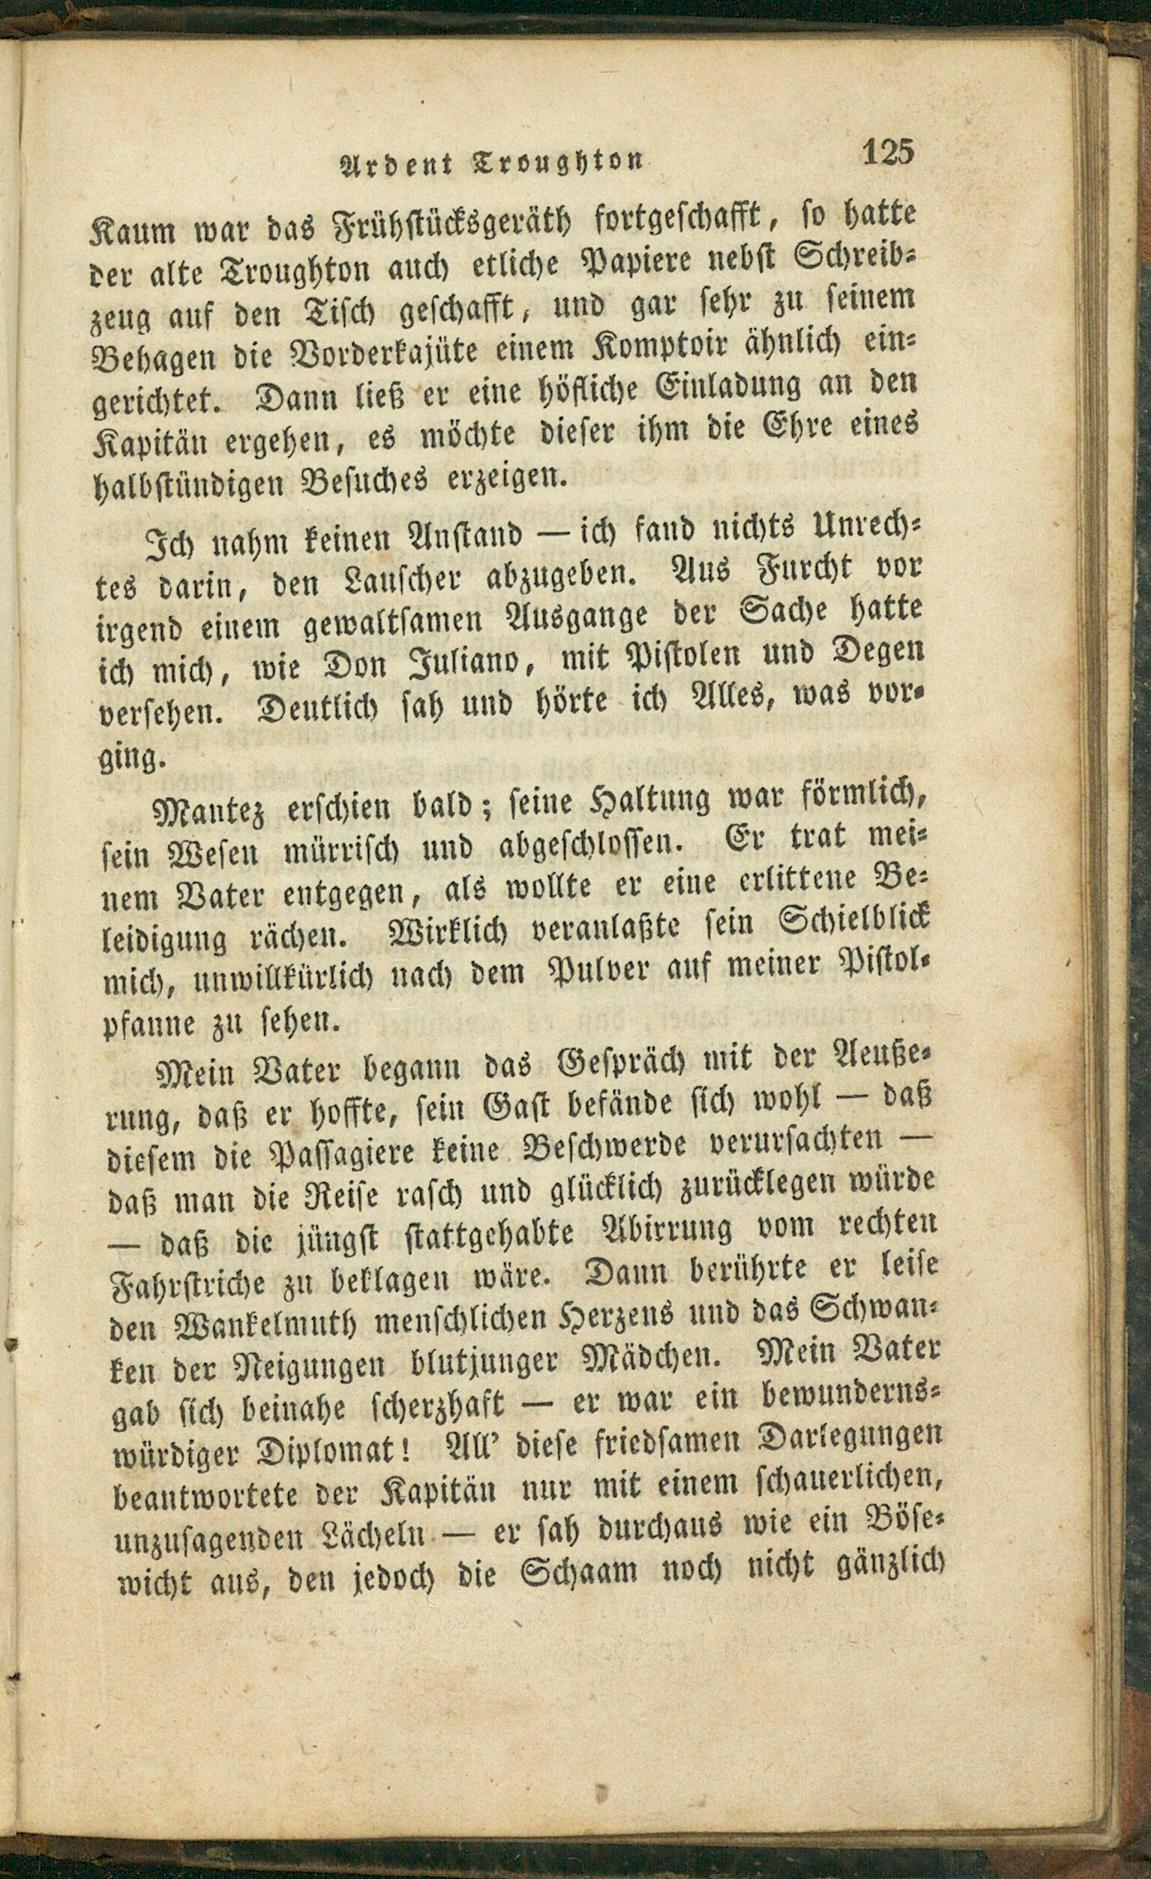 Ardent Troughton 125
Kaum war das Frühstücksgeräth fortgeschafft, so hatte
der alte Troughton auch etliche Papiere nebst Schreib-
zeug auf den Tisch geschafft, und gar sehr zu seinem
Behagen die Vorderkajüte einem Komptoir ähnlich ein-
gerichtet. Dann ließ er eine höfliche Einladung an den
Kapitän ergehen, es möchte dieser ihm die Ehre eines
halbstündigen Besuches erzeigen.
Ich nahm keinen Anstand — ich fand nichts Unrech-
tes darin, den Lauscher abzugeben. Aus Furcht vor
irgend einem gewaltsamen Ausgange der Sache hatte
ich mich, wie Don Juliano, mit Pistolen und Degen
versehen. Deutlich sah und hörte ich Alles, was vor-
ging.
Mantez erschien bald; seine Haltung war förmlich,
sein Wesen mürrisch und abgeschlossen. Er trat mei-
nem Vater entgegen, als wollte er eine erlittene Be-
leidigung rächen. Wirklich veranlaßte sein Schielblick
mich, unwillkürlich nach dem Pulver auf meiner Pistol-
pfanne zu sehen.
Mein Vater begann das Gespräch mit der Aeuße-
rung, daß er hoffte, sein Gast befände sich wohl — daß
diesem die Passagiere keine Beschwerde verursachten —
daß man die Reise rasch und glücklich zurücklegen würde
— daß die jüngst stattgehabte Abirrung vom rechten
Fahrstriche zu beklagen wäre. Dann berührte er leise
den Wankelmuth menschlichen Herzens und das Schwan-
ken der Neigungen blutjunger Mädchen. Mein Vater
gab sich beinahe scherzhaft — er war ein bewunderns-
würdiger Diplomat! All' diese friedsamen Darlegungen
beantwortete der Kapitän nur mit einem schauerlichen,
unzusagenden Lächeln — er sah durchaus wie ein Böse-
wicht aus, den jedoch die Schaam noch nicht gänzlich